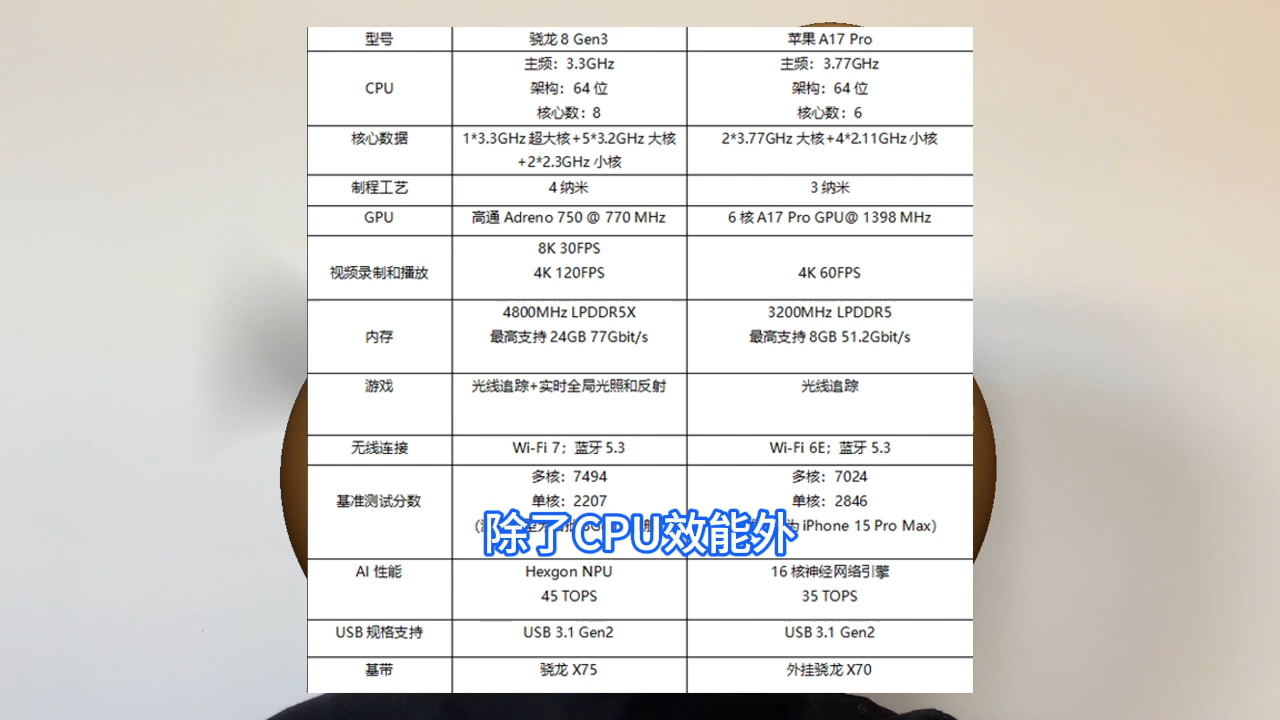 型号 骁龙 8 Gen3 苹果 A17 Pro
CPU
主频：3.3GHz
架构：64 位
核心数：8
主频：3.77GHz
架构：64 位
核心数：6
核心数据
1*3.3GHz 超大核+5*3.2GHz 大核
+2*2.3GHz 小核
2*3.77GHz 大核+4*2.11GHz 小核
制程工艺 4 纳米 3 纳米
GPU 高通 Adreno 750 @ 770 MHz 6 核 A17 Pro GPU@ 1398 MHz
视频录制和播放
8K 30FPS
4K 120FPS
4K 60FPS
内存
4800MHz LPDDR5X
最高支持 24GB 77Gbit/s
3200MHz LPDDR5
最高支持 8GB 51.2Gbit/s
游戏 光线追踪+实时全局光照和反射 光线追踪
无线连接 Wi-Fi 7；蓝牙 5.3 Wi-Fi 6E；蓝牙 5.3
基准测试分数
多核：7494
单核：2207
多核：7024
单核：2846
为 iPhone 15 Pro Max）
除了CPU效能外
AI 性能
Hexgon NPU
45 TOPS
16 核神经网络引擎
35 TOPS
USB 规格支持 USB 3.1 Gen2 USB 3.1 Gen2
基带 骁龙 X75 外挂骁龙 X70